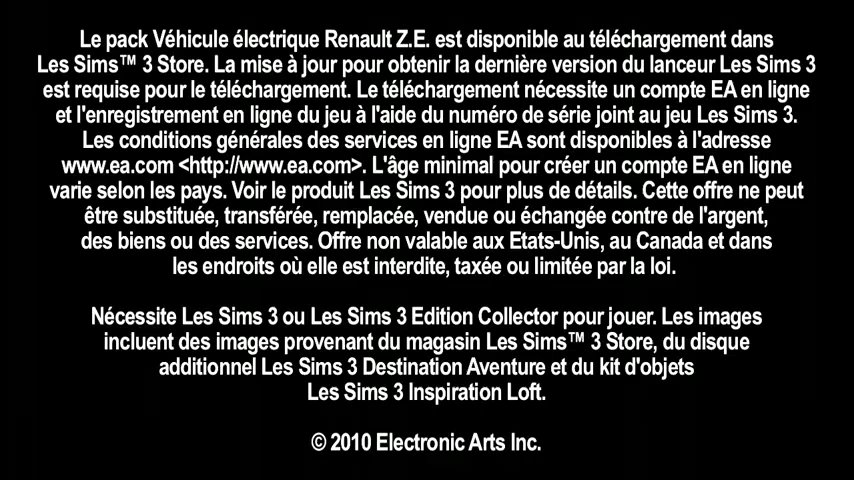 Le pack Véhicule électrique Renault Z.E. est disponible au téléchargement dans
Les Sims™ 3 Store. La mise à jour pour obtenir la dernière version du lanceur Les Sims 3
est requise pour le téléchargement. Le téléchargement nécessite un compte EA en ligne
et l'enregistrement en ligne du jeu à l'aide du numéro de série joint au jeu Les Sims 3.
Les conditions générales des services en ligne EA sont disponibles à l'adresse
www.ea.com <http://www.ea.com>. L'âge minimal pour créer un compte EA en ligne
varie selon les pays. Voir le produit Les Sims 3 pour plus de détails. Cette offre ne peut
être substituée, transférée, remplacée, vendue ou échangée contre de l'argent,
des biens ou des services. Offre non valable aux Etats-Unis, au Canada et dans
les endroits où elle est interdite, taxée ou limitée par la loi.
Nécessite Les Sims 3 ou Les Sims 3 Edition Collector pour jouer. Les images
incluent des images provenant du magasin Les Sims™ 3 Store, du disque
additionnel Les Sims 3 Destination Aventure et du kit d'objets
Les Sims 3 Inspiration Loft.
© 2010 Electronic Arts Inc.